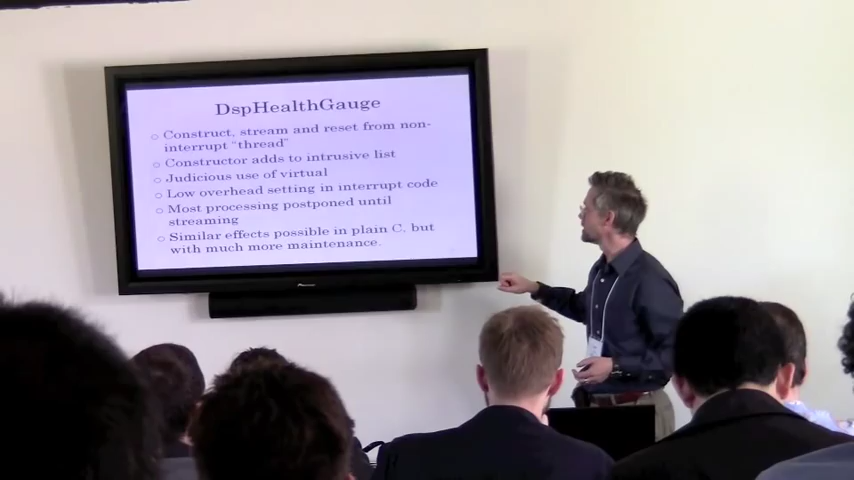 DspHealthGauge
Construct, stream and reset from non-
interrupt "thread"
Constructor adds to intrusive list
Judicious use of virtual
Low overhead setting in interrupt code
Most processing postponed until
streaming
Similar effects possible in plain C, but
with much more maintenance.
Pioneer